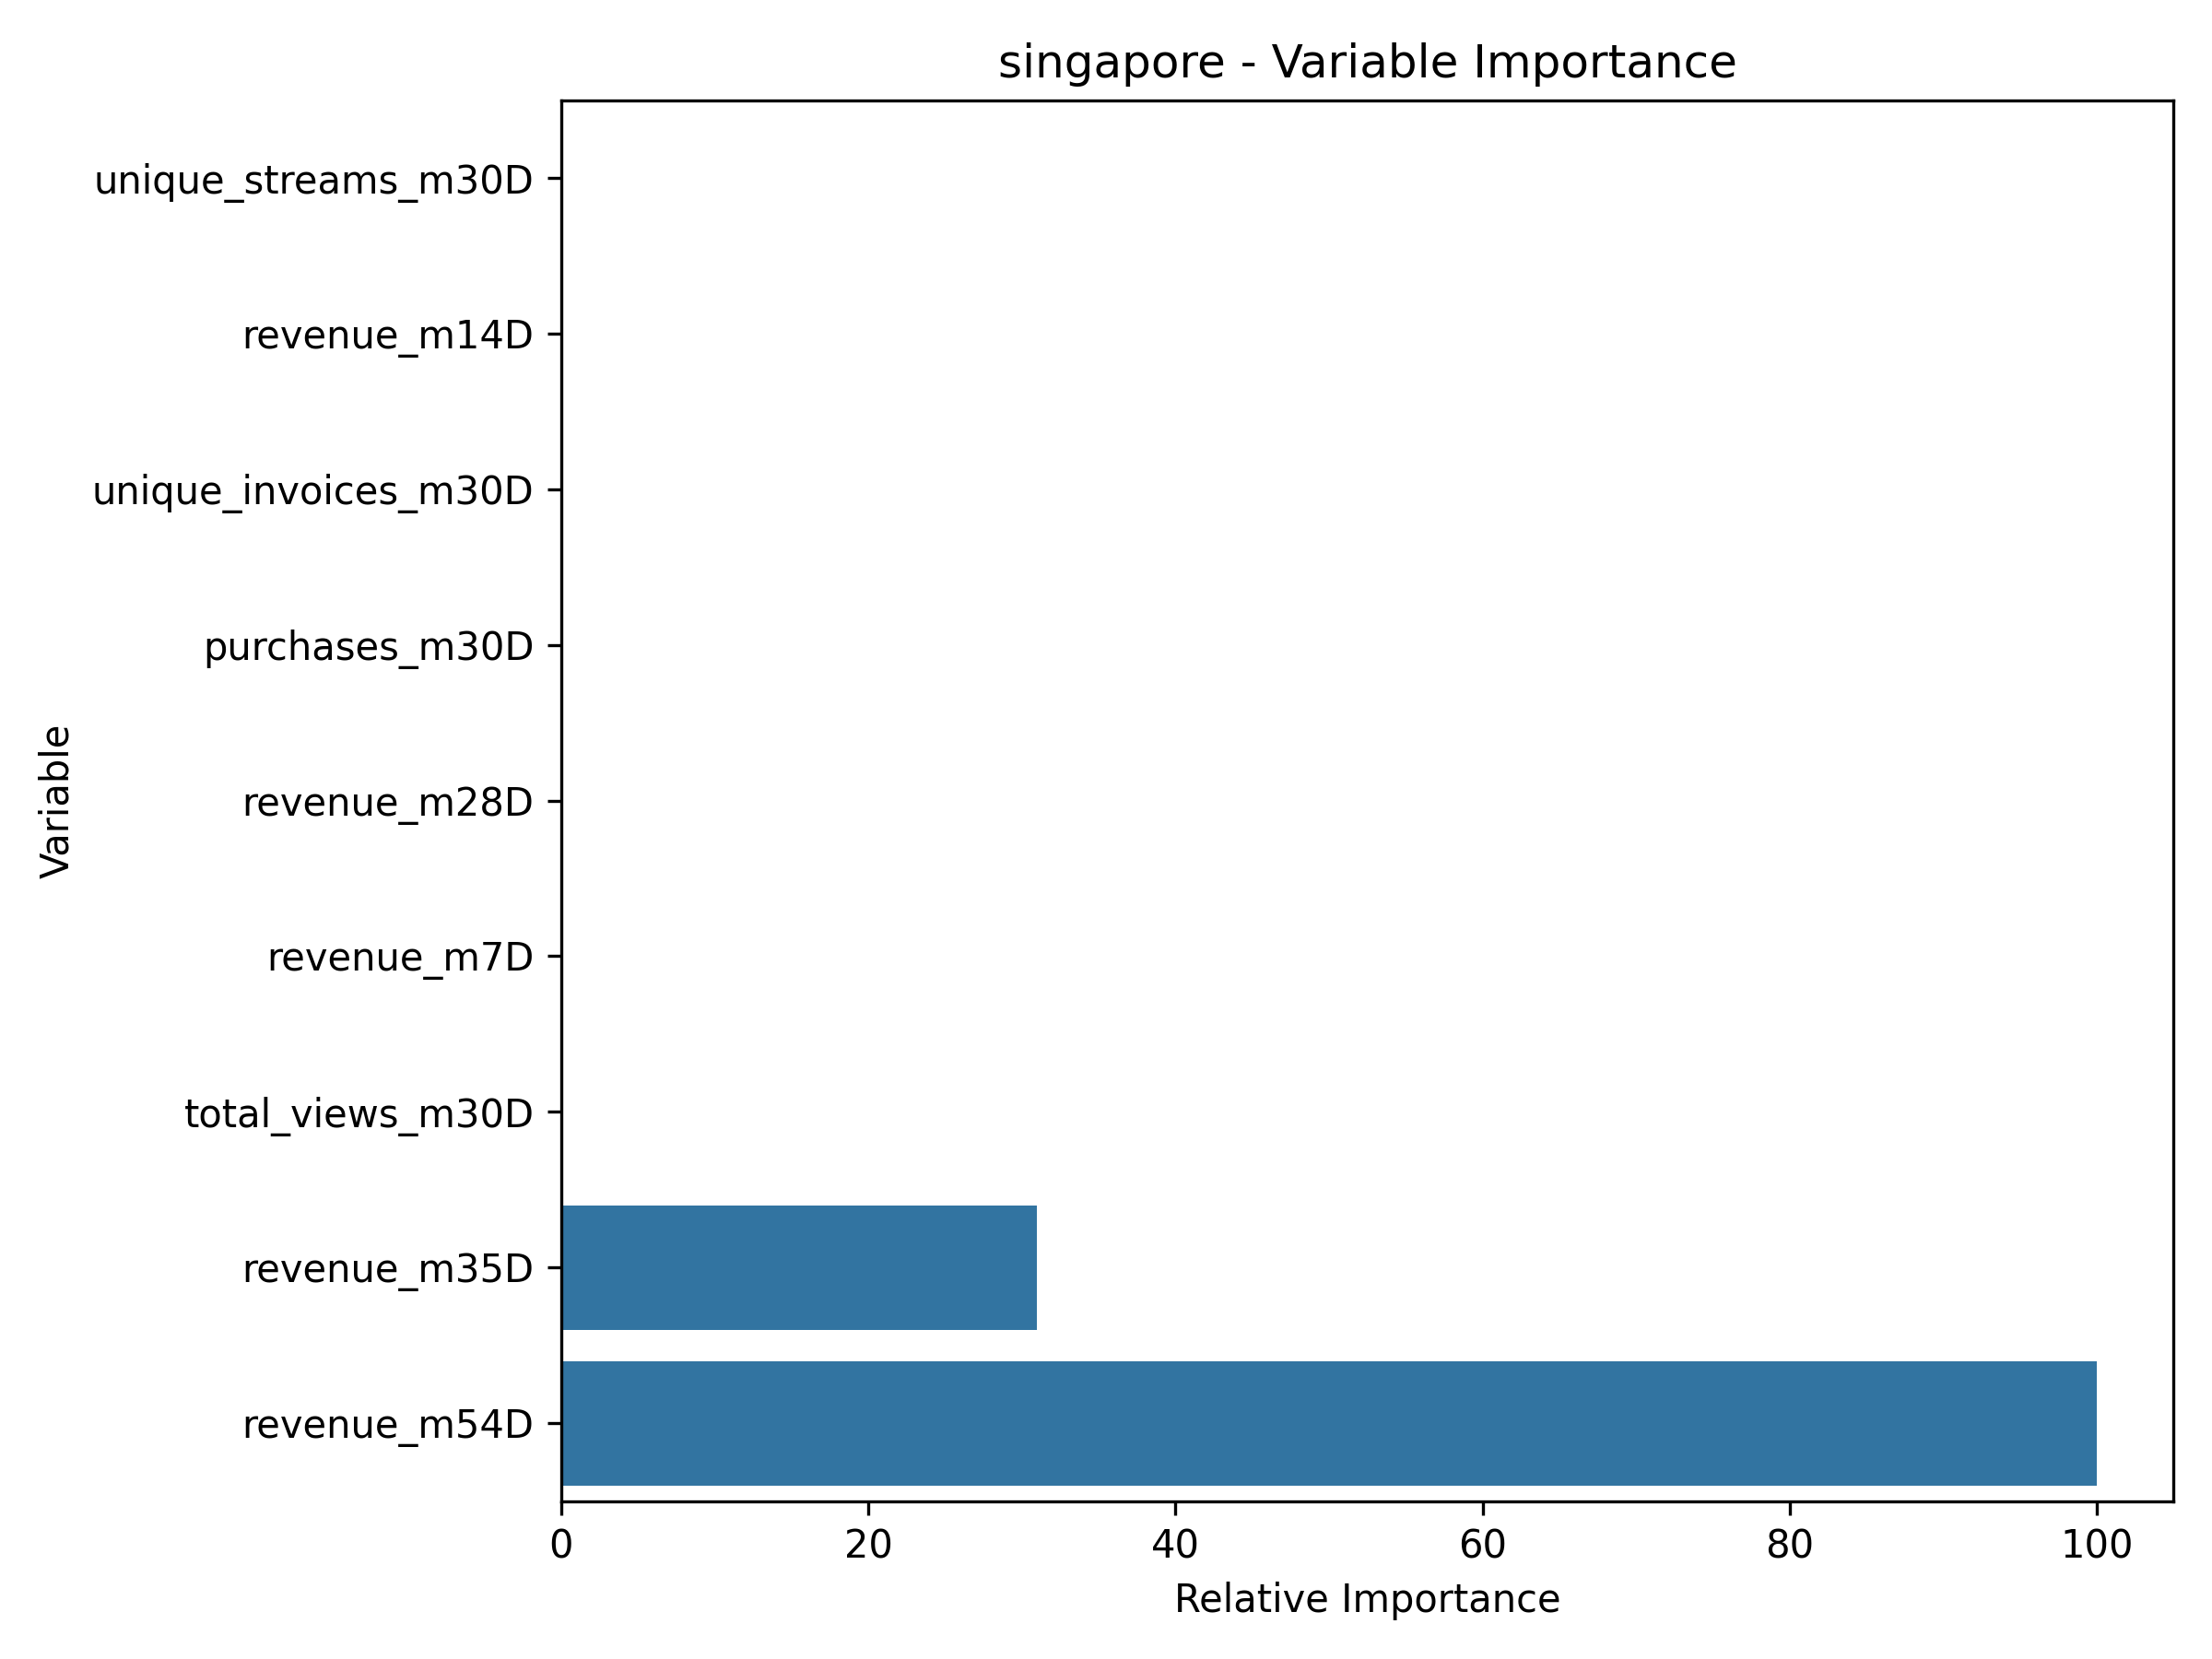 singapore - Variable Importance
unique_streams_m30D
revenue_m14D
unique_invoices_m30D
purchases_m30D
revenue_m28D
revenue_m7D
total_views_m30D
revenue_m35D
revenue_m54D
Variable
0 20 40 60 80 100
Relative Importance